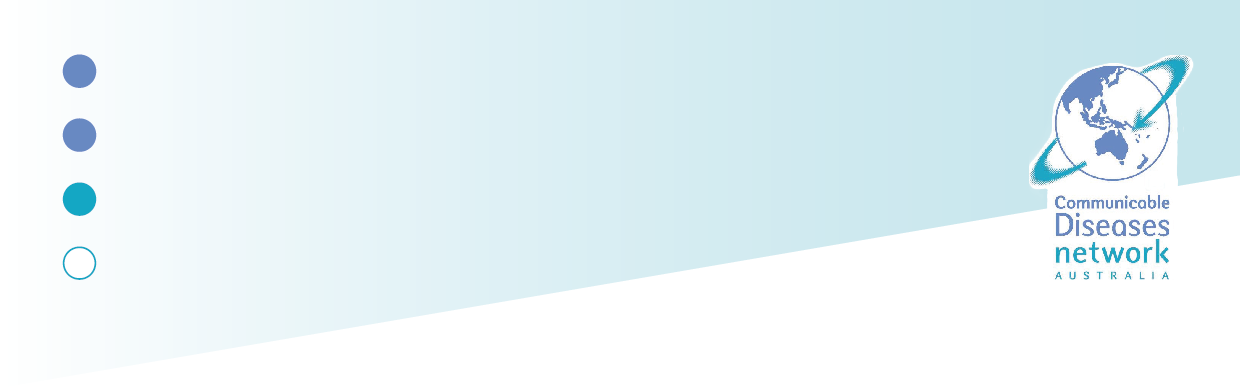 Communicable
Diseases
network
AUSTRALIA